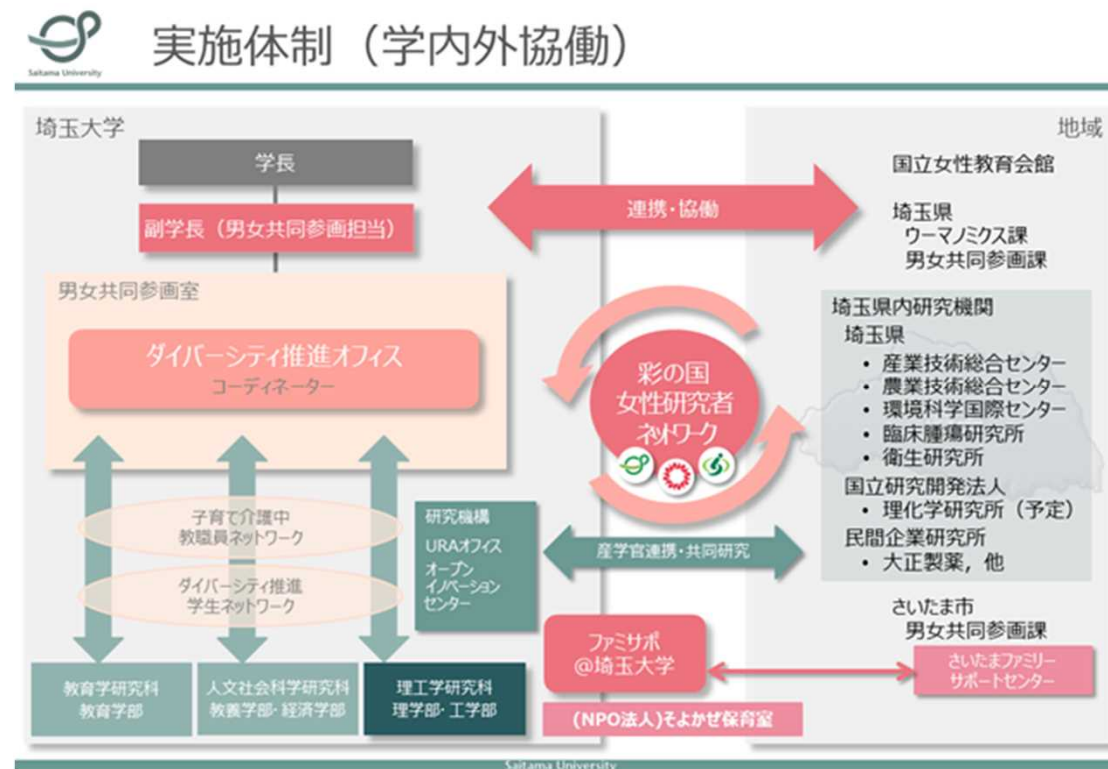 Saitama University
実施体制（学内外協働）
埼玉大学
学長
副学長（男女共同参画担当）
男女共同参画室
ダイバーシティ推進オフィス
コーディネーター
子育て介護中
教職員ネットワーク
ダイバーシティ推進
学生ネットワーク
研究機構
URAオフィス
オープン
イノベーション
センター
教育学研究科
教育学部
人文社会科学研究科
教養学部・経済学部
理工学研究科
理学部・工学部
連携・協働
彩の国
女性研究者
ネットワーク
産学官連携・共同研究
ファミサポ
@埼玉大学
(NPO法人)そよかぜ保育室
地域
国立女性教育会館
埼玉県
ウーマノミクス課
男女共同参画課
埼玉県内研究機関
埼玉県
• 産業技術総合センター
• 農業技術総合センター
• 環境科学国際センター
• 臨床腫瘍研究所
• 衛生研究所
国立研究開発法人
• 理化学研究所（予定）
民間企業研究所
• 大正製薬，他
さいたま市
男女共同参画課
さいたまファミリー
サポートセンター
Saitama University